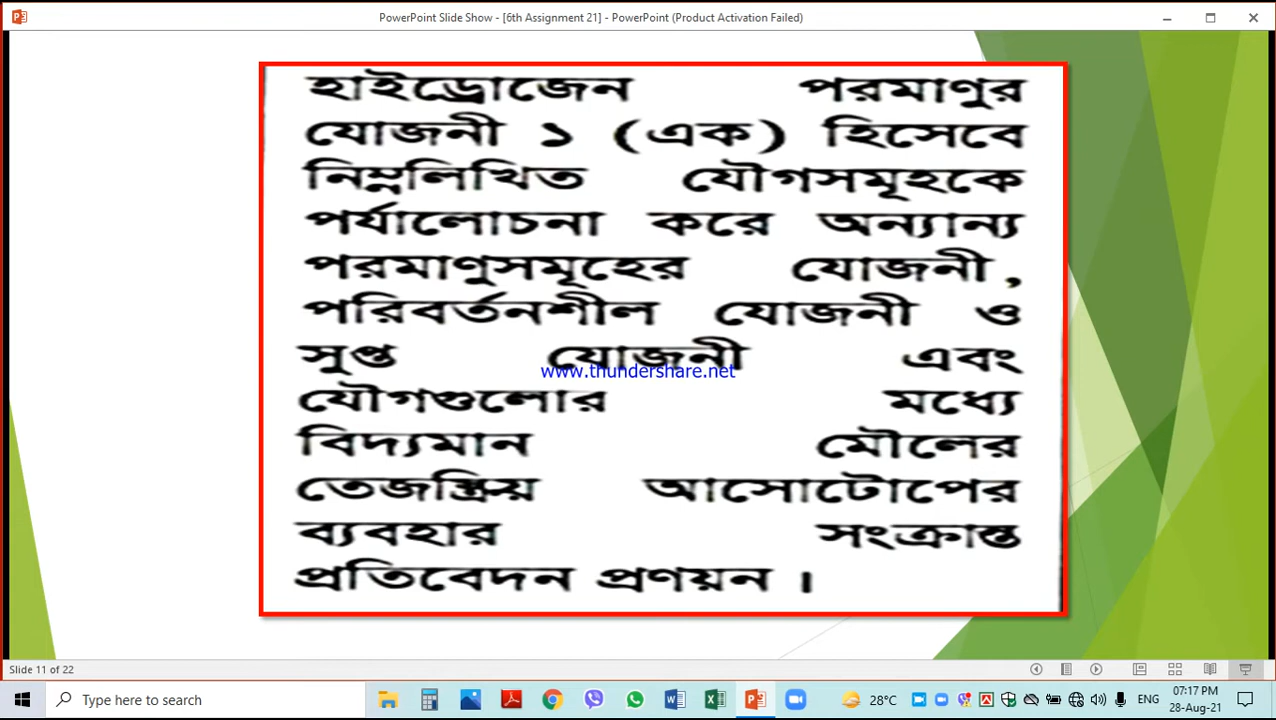 PowerPoint Slide Show - [6th Assignment 21] - PowerPoint (Product Activation Failed)
হাইড্রোজেন পরমাণুর
যোজনী ১ (এক) হিসেবে
নিম্নলিখিত যৌগসমূহকে
পর্যালোচনা করে অন্যান্য
পরমাণুসমূহের যোজনী,
পরিবর্তনশীল যোজনী ও
সুপ্ত যোজনী এবং
www.thundershare.net
যৌগগুলোর মধ্যে
বিদ্যমান মৌলের
তেজস্ক্রিয় আসোটোপের
ব্যবহার সংক্রান্ত
প্রতিবেদন প্রণয়ন ।
Slide 11 of 22
Type here to search
28°C ENG 07:17 PM
28-Aug-21